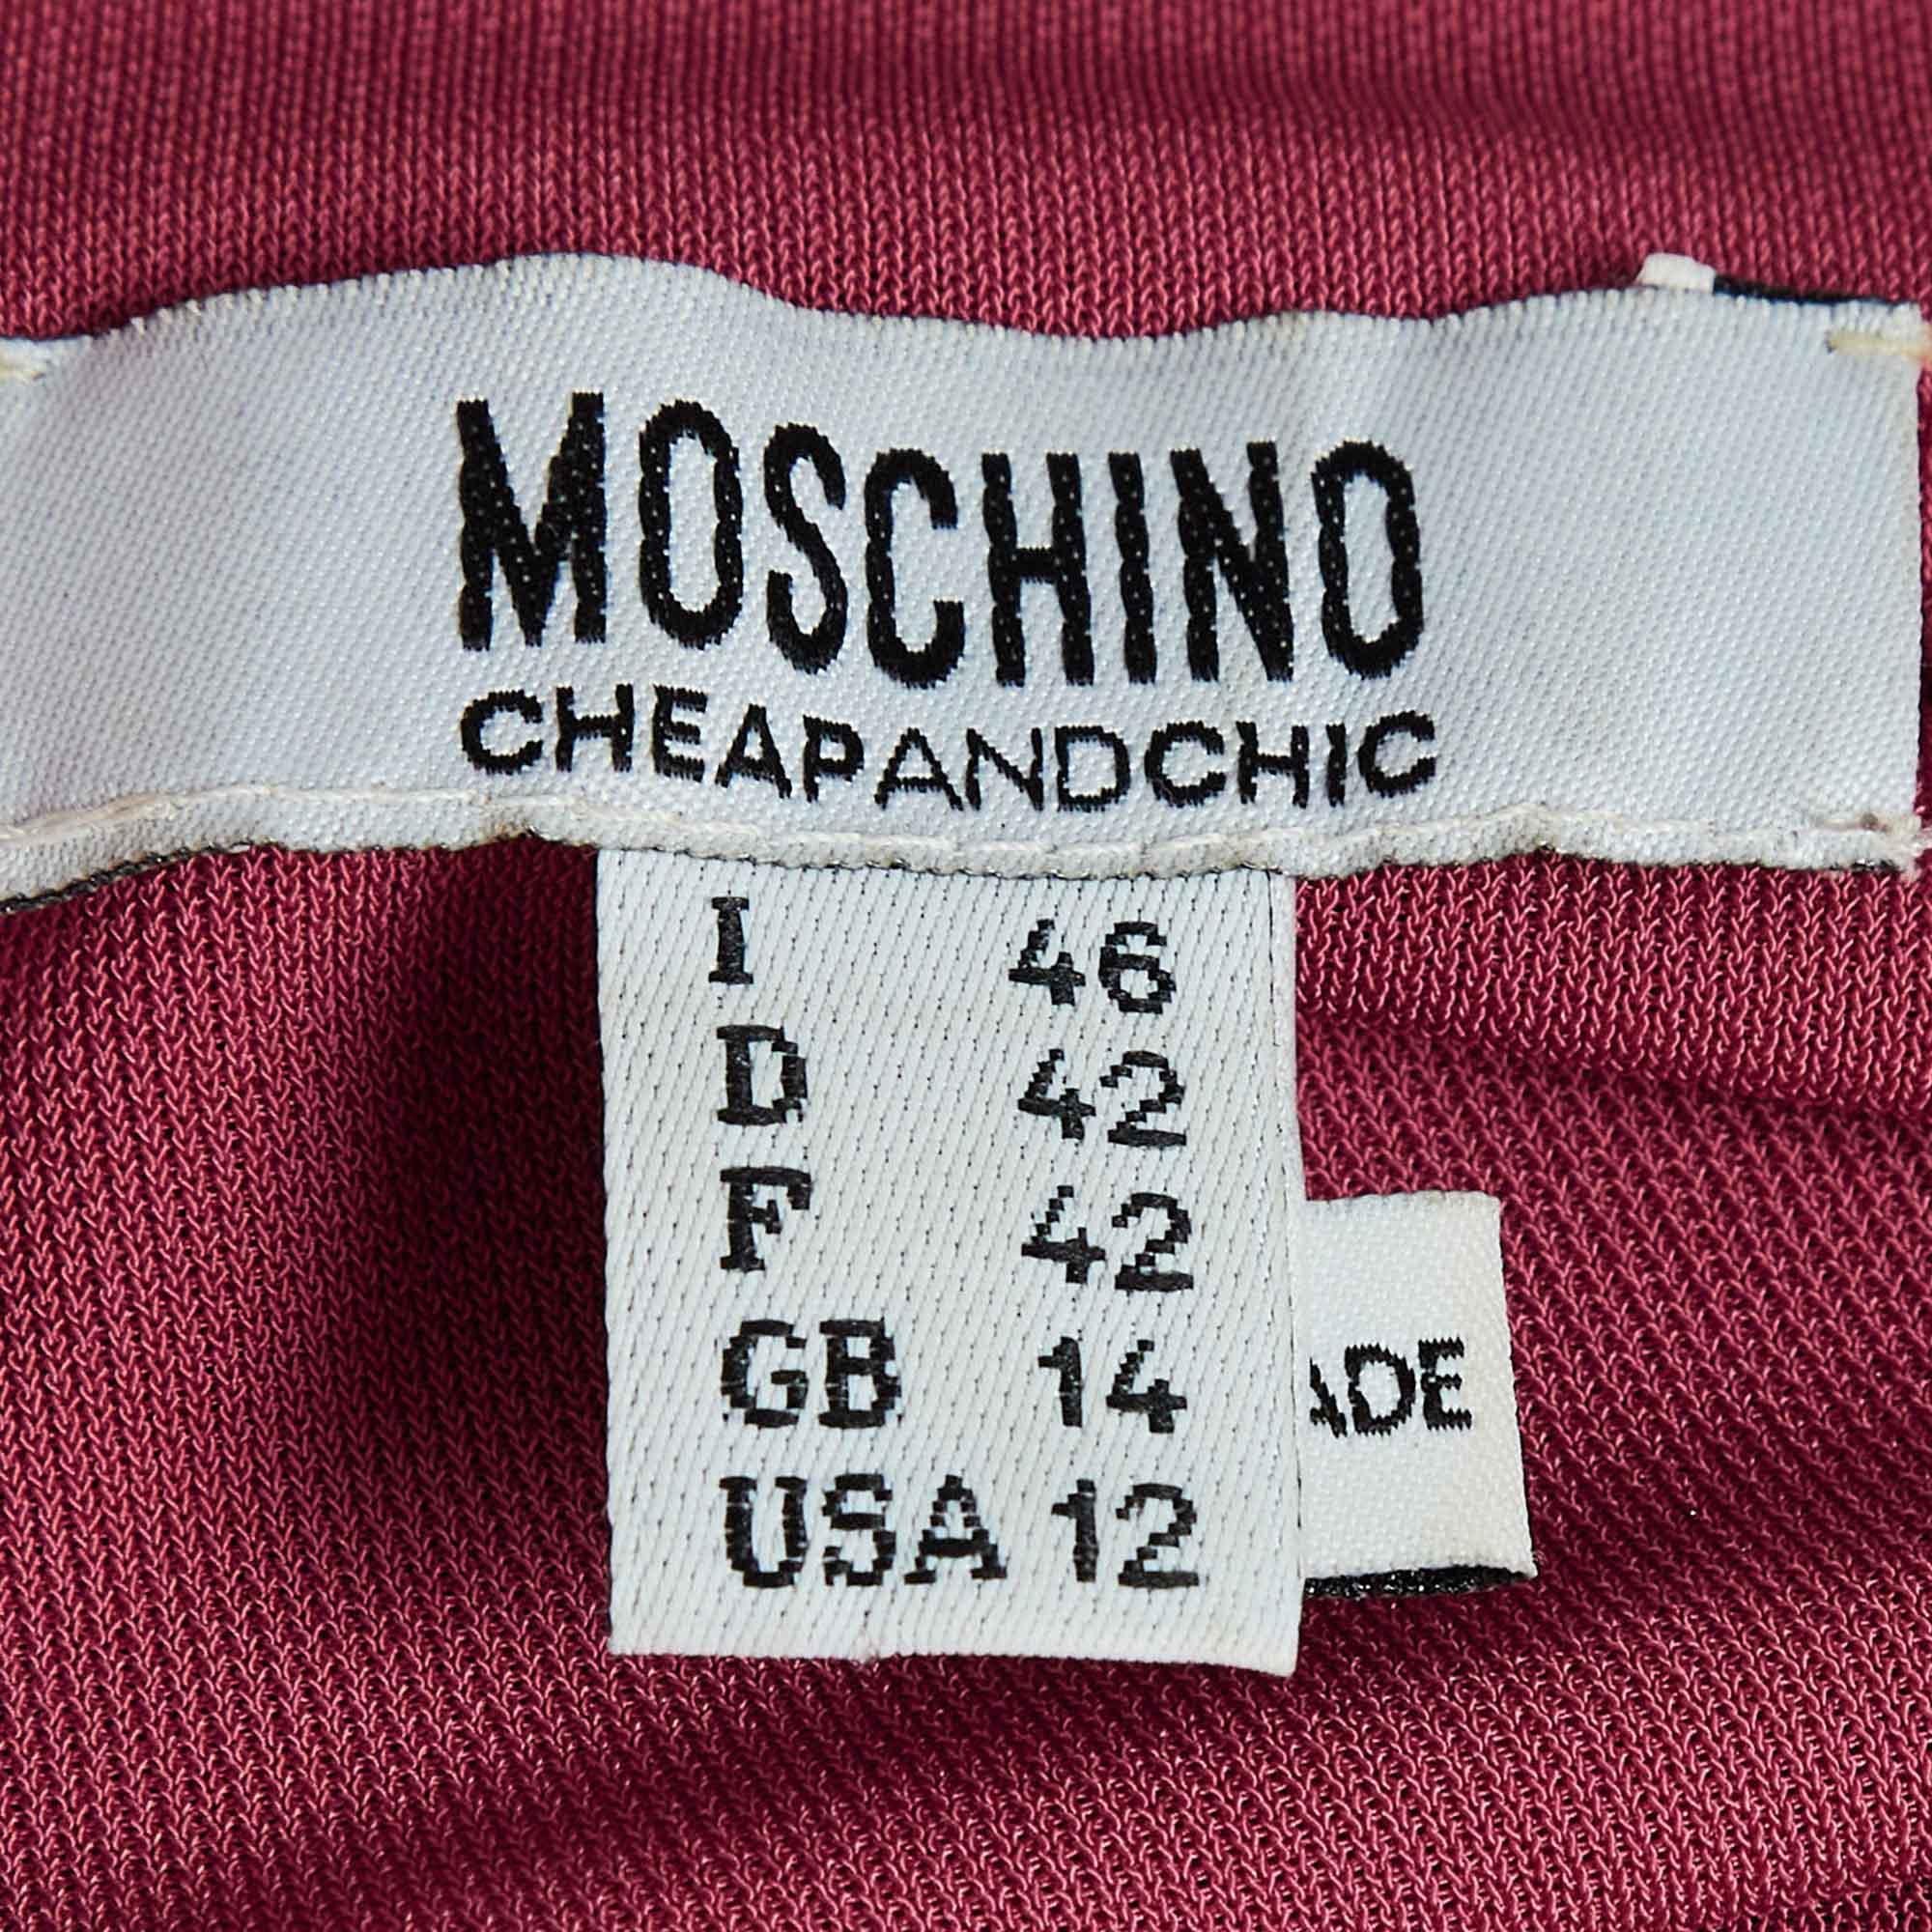 MOSCHINO
CHEAPANDCHIC
I 46
D 42
F 42
GB 14
USA 12
ADE